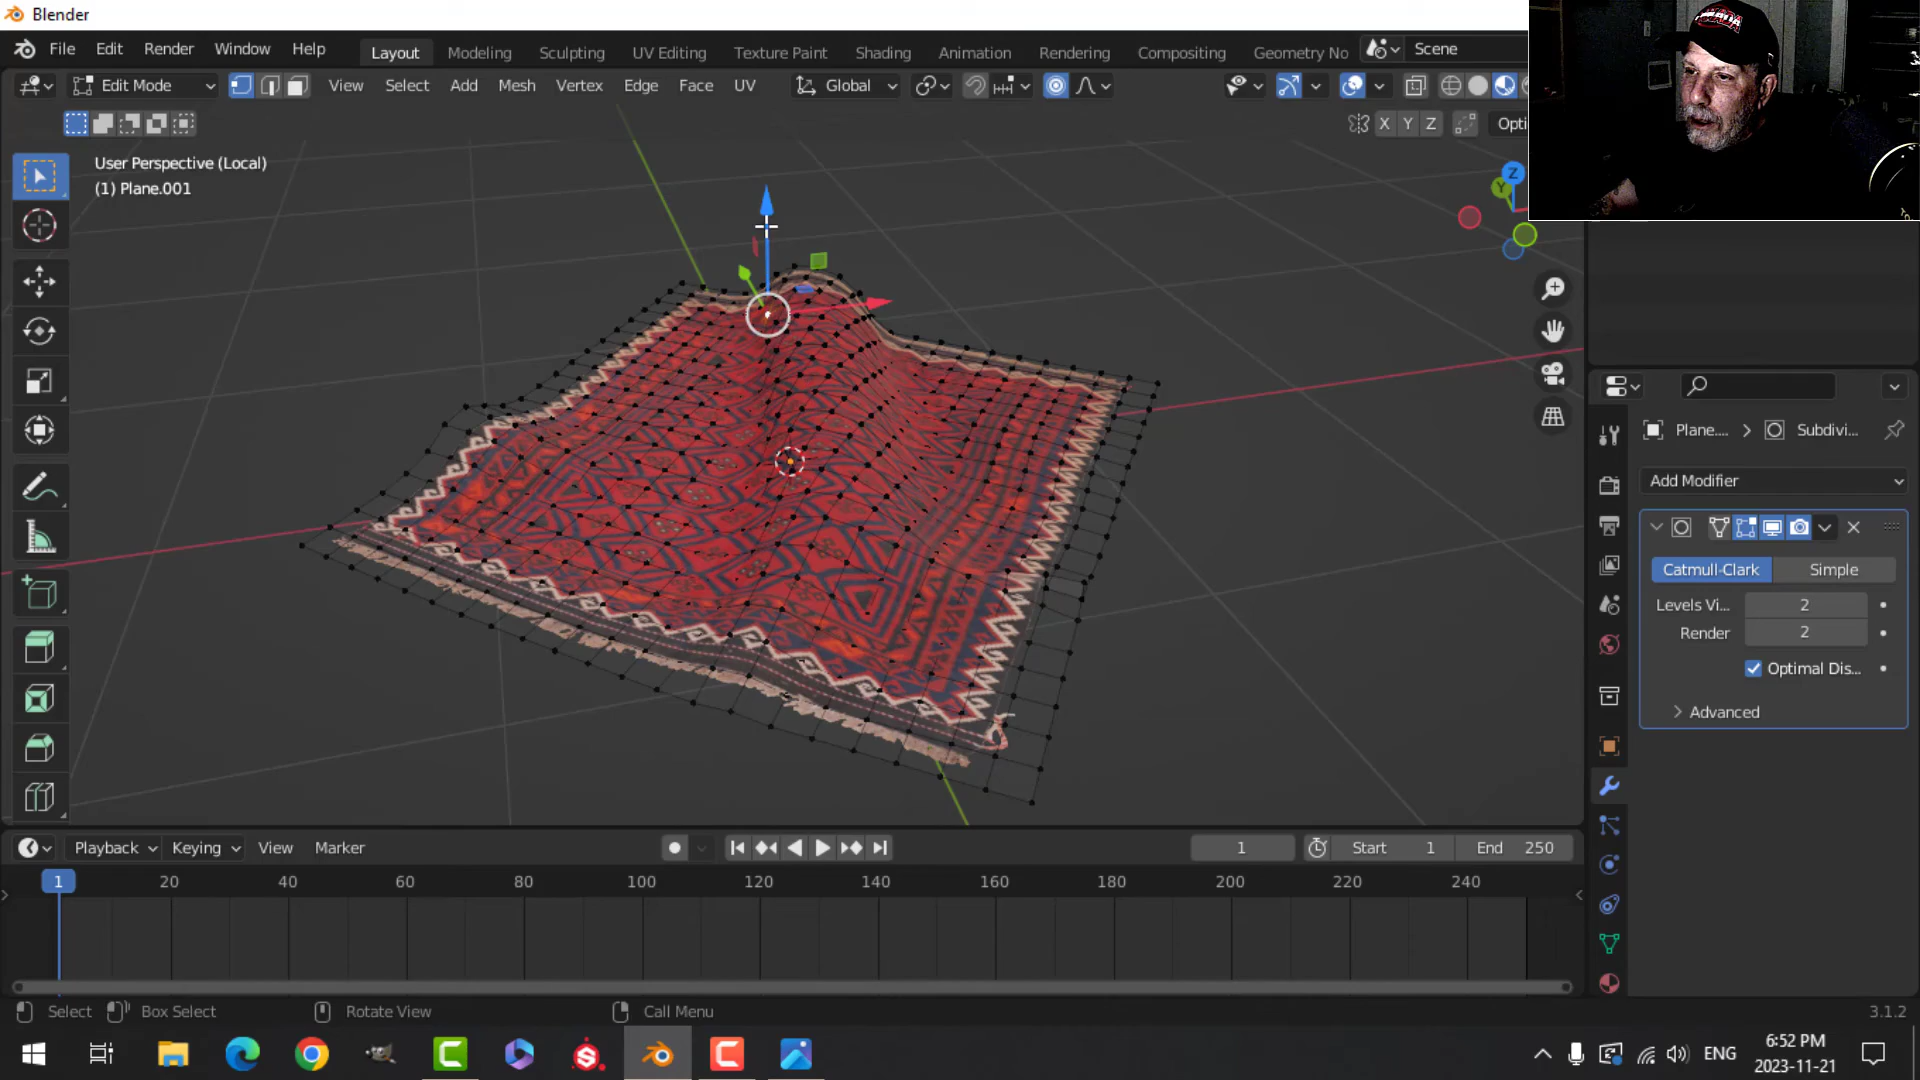 Blender
File Edit Render Window Help Layout Modeling Sculpting UV Editing Texture Paint Shading Animation Rendering Compositing Geometry No Scene
Edit Mode View Select Add Mesh Vertex Edge Face UV Global
X Y Z Opti
User Perspective (Local)
(1) Plane.001
Z
Y
Plane.... Subdivi...
Add Modifier
Catmull-Clark Simple
Levels Vi... 2
Render 2
Optimal Dis...
Advanced
Playback Keying View Marker 1 Start 1 End 250
1 20 40 60 80 100 120 140 160 180 200 220 240
Select Box Select Rotate View Call Menu 3.1.2
ENG 6:52 PM
2023-11-21